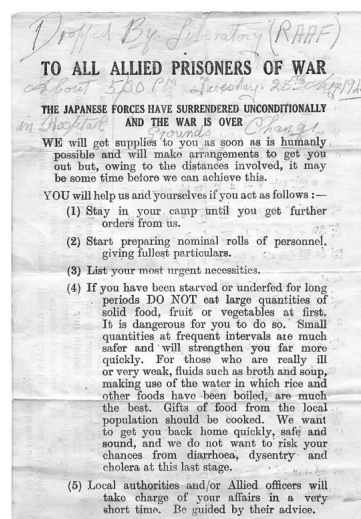 Dropped By Liberator (RAAF)
TO ALL ALLIED PRISONERS OF WAR
about 5.30 PM Tuesday. 28
THE JAPANESE FORCES HAVE SURRENDERED UNCONDITIONALLY
AND THE WAR IS OVER
in Hospital Ground Changi
WE will get supplies to you as soon as is humanly
possible and will make arrangements to get you
out but, owing to the distances involved, it may
be some time before we can achieve this.
YOU will help us and yourselves if you act as follows :—
(1) Stay in your camp until you get further
orders from us.
(2) Start preparing nominal rolls of personnel,
giving fullest particulars.
(3) List your most urgent necessities.
(4) If you have been starved or underfed for long
periods DO NOT eat large quantities of
solid food, fruit or vegetables at first.
It is dangerous for you to do so. Small
quantities at frequent intervals are much
safer and will strengthen you far more
quickly. For those who are really ill
or very weak, fluids such as broth and soup,
making use of the water in which rice and
other foods have been boiled, are much
the best. Gifts of food from the local
population should be cooked. We want
to get you back home quickly, safe and
sound, and we do not want to risk your
chances from diarrhoea, dysentry and
cholera at this last stage.
(5) Local authorities and/or Allied officers will
take charge of your affairs in a very
short time. Be guided by their advice.